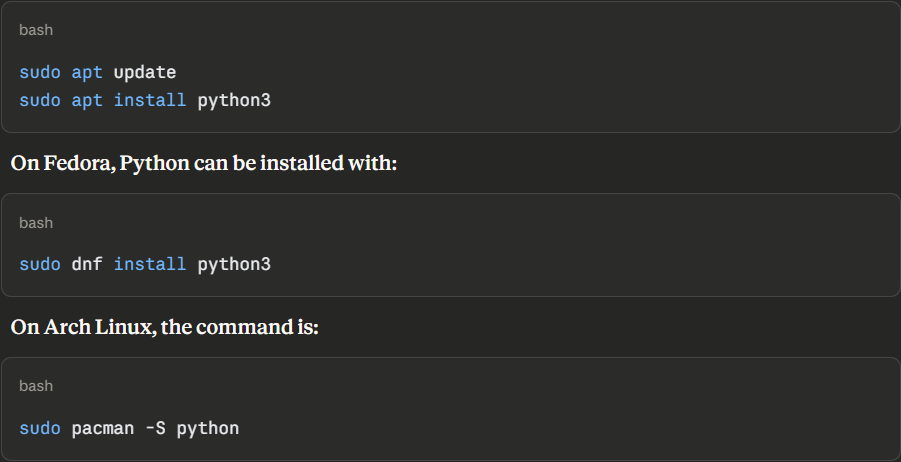 bash
sudo apt update
sudo apt install python3
On Fedora, Python can be installed with:
bash
sudo dnf install python3
On Arch Linux, the command is:
bash
sudo pacman -S python